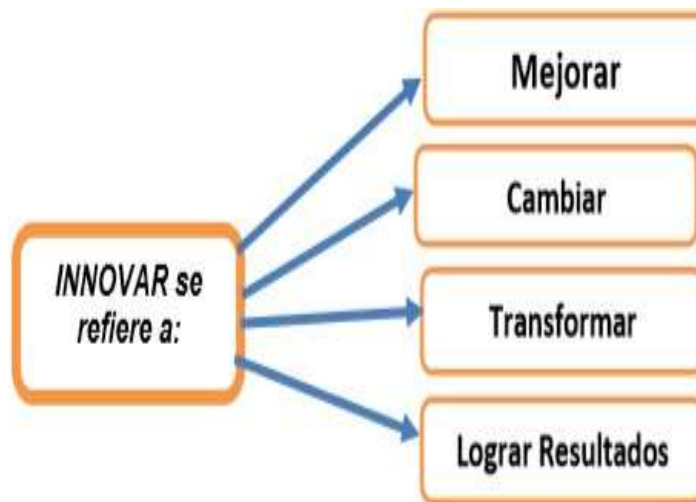 INNOVAR se
refiere a:
Mejorar
Cambiar
Transformar
Lograr Resultados